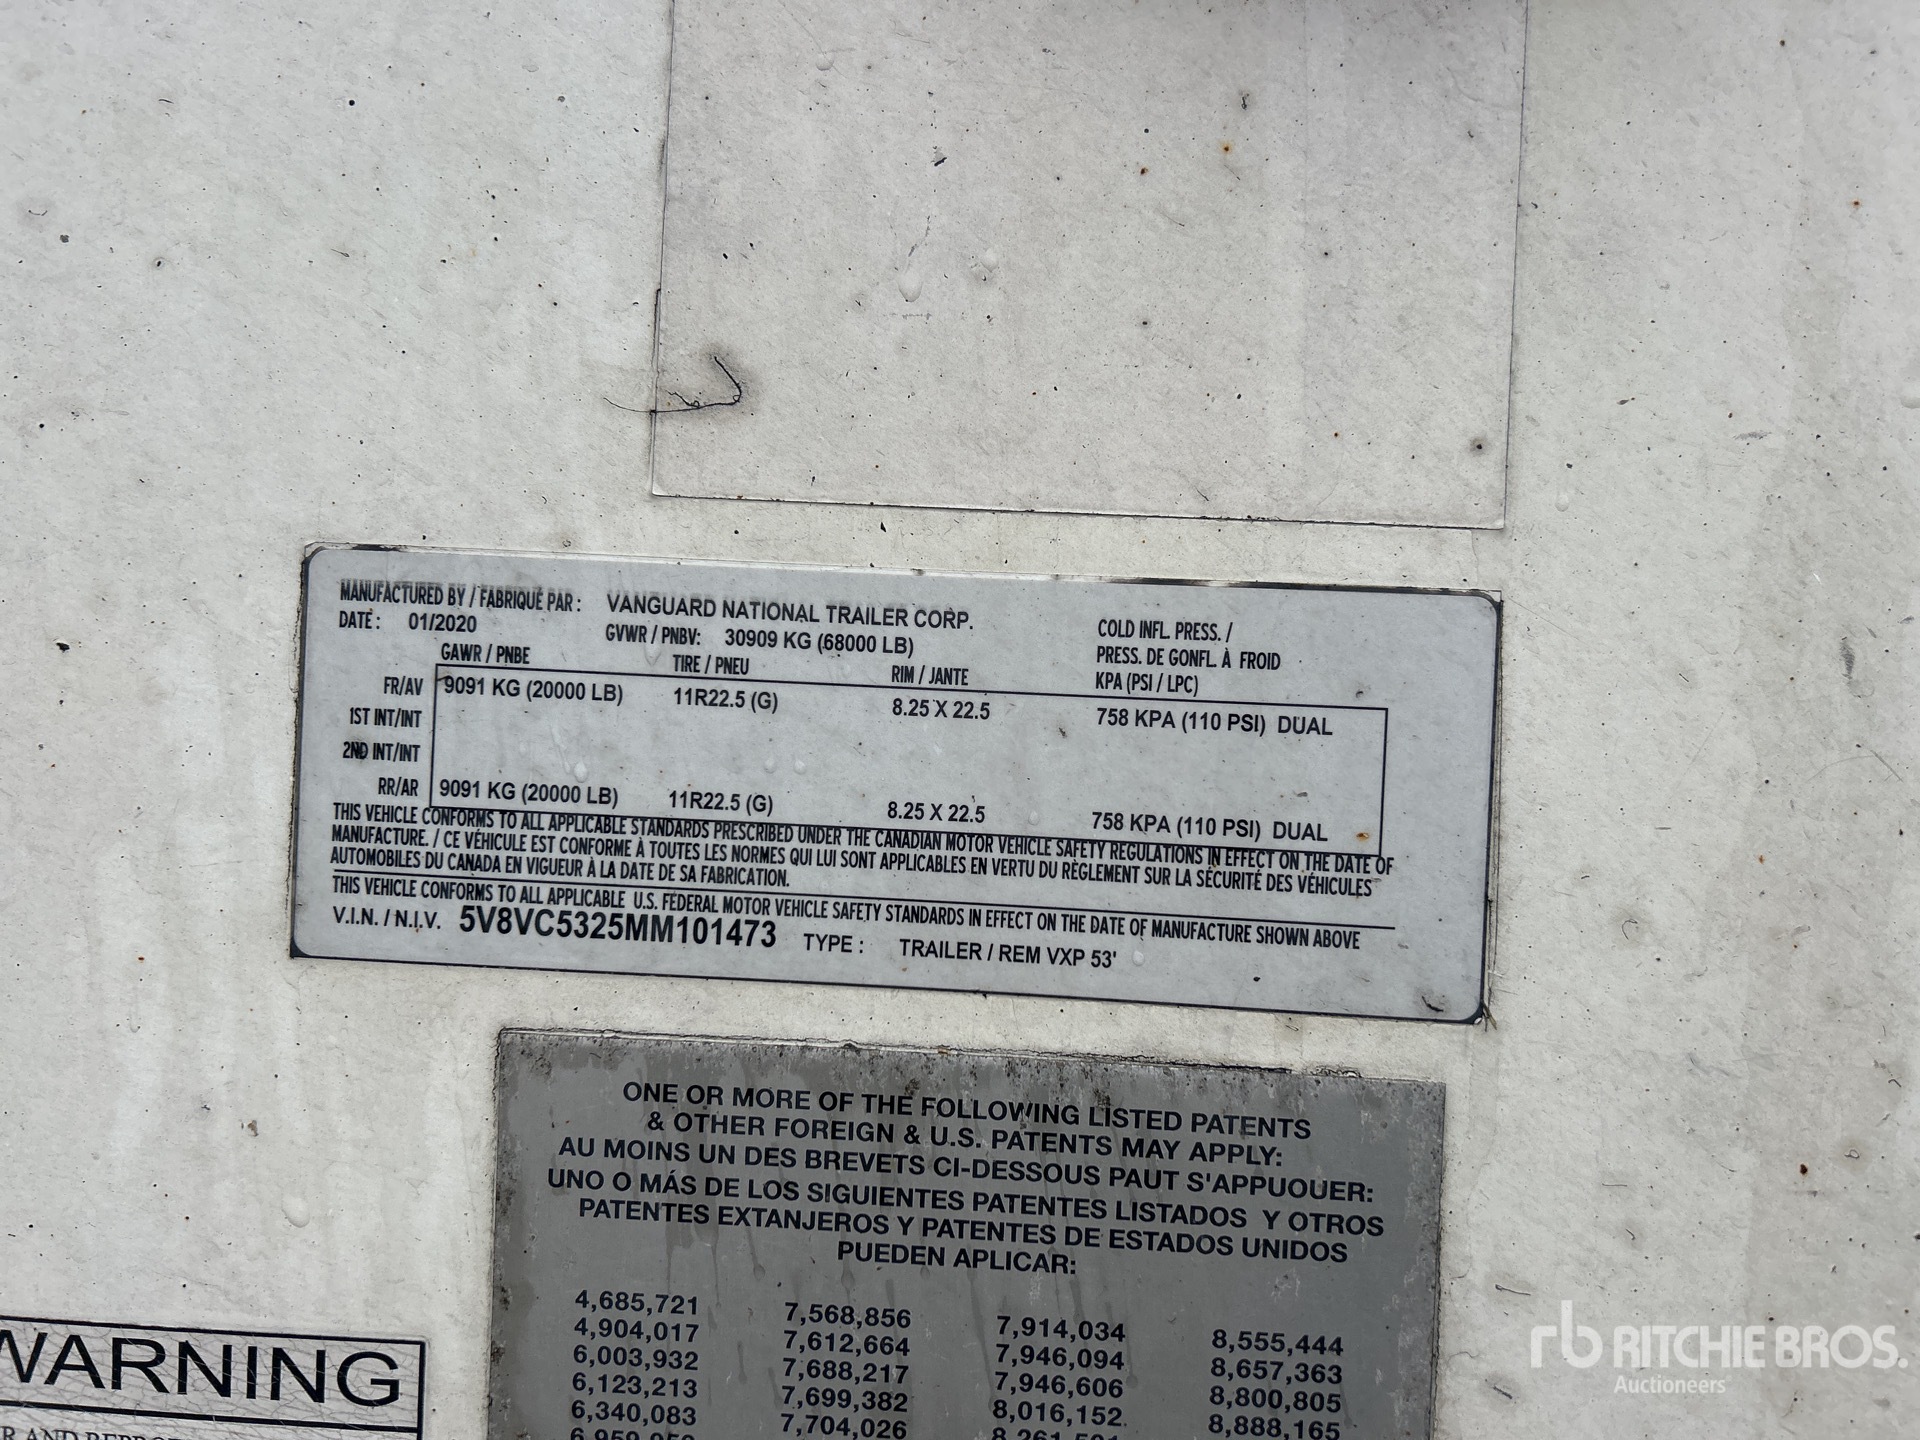 MANUFACTURED BY / FABRIQUÉ PAR : VANGUARD NATIONAL TRAILER CORP.
DATE : 01/2020 GVWR / PNBV: 30909 KG (68000 LB)
COLD INFL. PRESS. /
PRESS. DE GONFL. À FROID
GAWR / PNBE TIRE / PNEU RIM / JANTE KPA (PSI / LPC)
FR/AV 9091 KG (20000 LB) 11R22.5 (G) 8.25 X 22.5 758 KPA (110 PSI) DUAL
1ST INT/INT
2ND INT/INT
RR/AR 9091 KG (20000 LB) 11R22.5 (G) 8.25 X 22.5 758 KPA (110 PSI) DUAL
THIS VEHICLE CONFORMS TO ALL APPLICABLE STANDARDS PRESCRIBED UNDER THE CANADIAN MOTOR VEHICLE SAFETY REGULATIONS IN EFFECT ON THE DATE OF
MANUFACTURE. / CE VÉHICULE EST CONFORME À TOUTES LES NORMES QUI LUI SONT APPLICABLES EN VERTU DU RÈGLEMENT SUR LA SÉCURITÉ DES VÉHICULES
AUTOMOBILES DU CANADA EN VIGUEUR À LA DATE DE SA FABRICATION.
THIS VEHICLE CONFORMS TO ALL APPLICABLE U.S. FEDERAL MOTOR VEHICLE SAFETY STANDARDS IN EFFECT ON THE DATE OF MANUFACTURE SHOWN ABOVE
V.I.N. / N.I.V. 5V8VC5325MM101473 TYPE : TRAILER / REM VXP 53'
ONE OR MORE OF THE FOLLOWING LISTED PATENTS
& OTHER FOREIGN & U.S. PATENTS MAY APPLY:
AU MOINS UN DES BREVETS CI-DESSOUS PAUT S'APPUOUER:
UNO O MÁS DE LOS SIGUIENTES PATENTES LISTADOS Y OTROS
PATENTES EXTANJEROS Y PATENTES DE ESTADOS UNIDOS
PUEDEN APLICAR:
4,685,721 7,568,856 7,914,034 8,555,444
4,904,017 7,612,664 7,946,094 8,657,363
6,003,932 7,688,217 7,946,606 8,800,805
6,123,213 7,699,382 8,016,152 8,888,165
6,340,083 7,704,026
WARNING
rb RITCHIE BROS.
Auctioneers